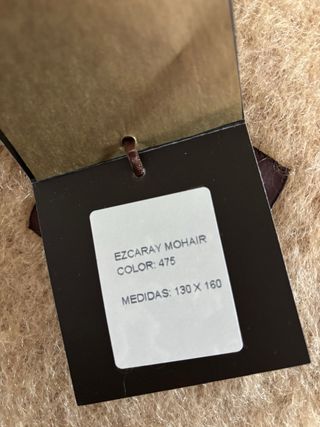 EZCARAY MOHAIR
COLOR: 475
MEDIDAS: 130 X 160